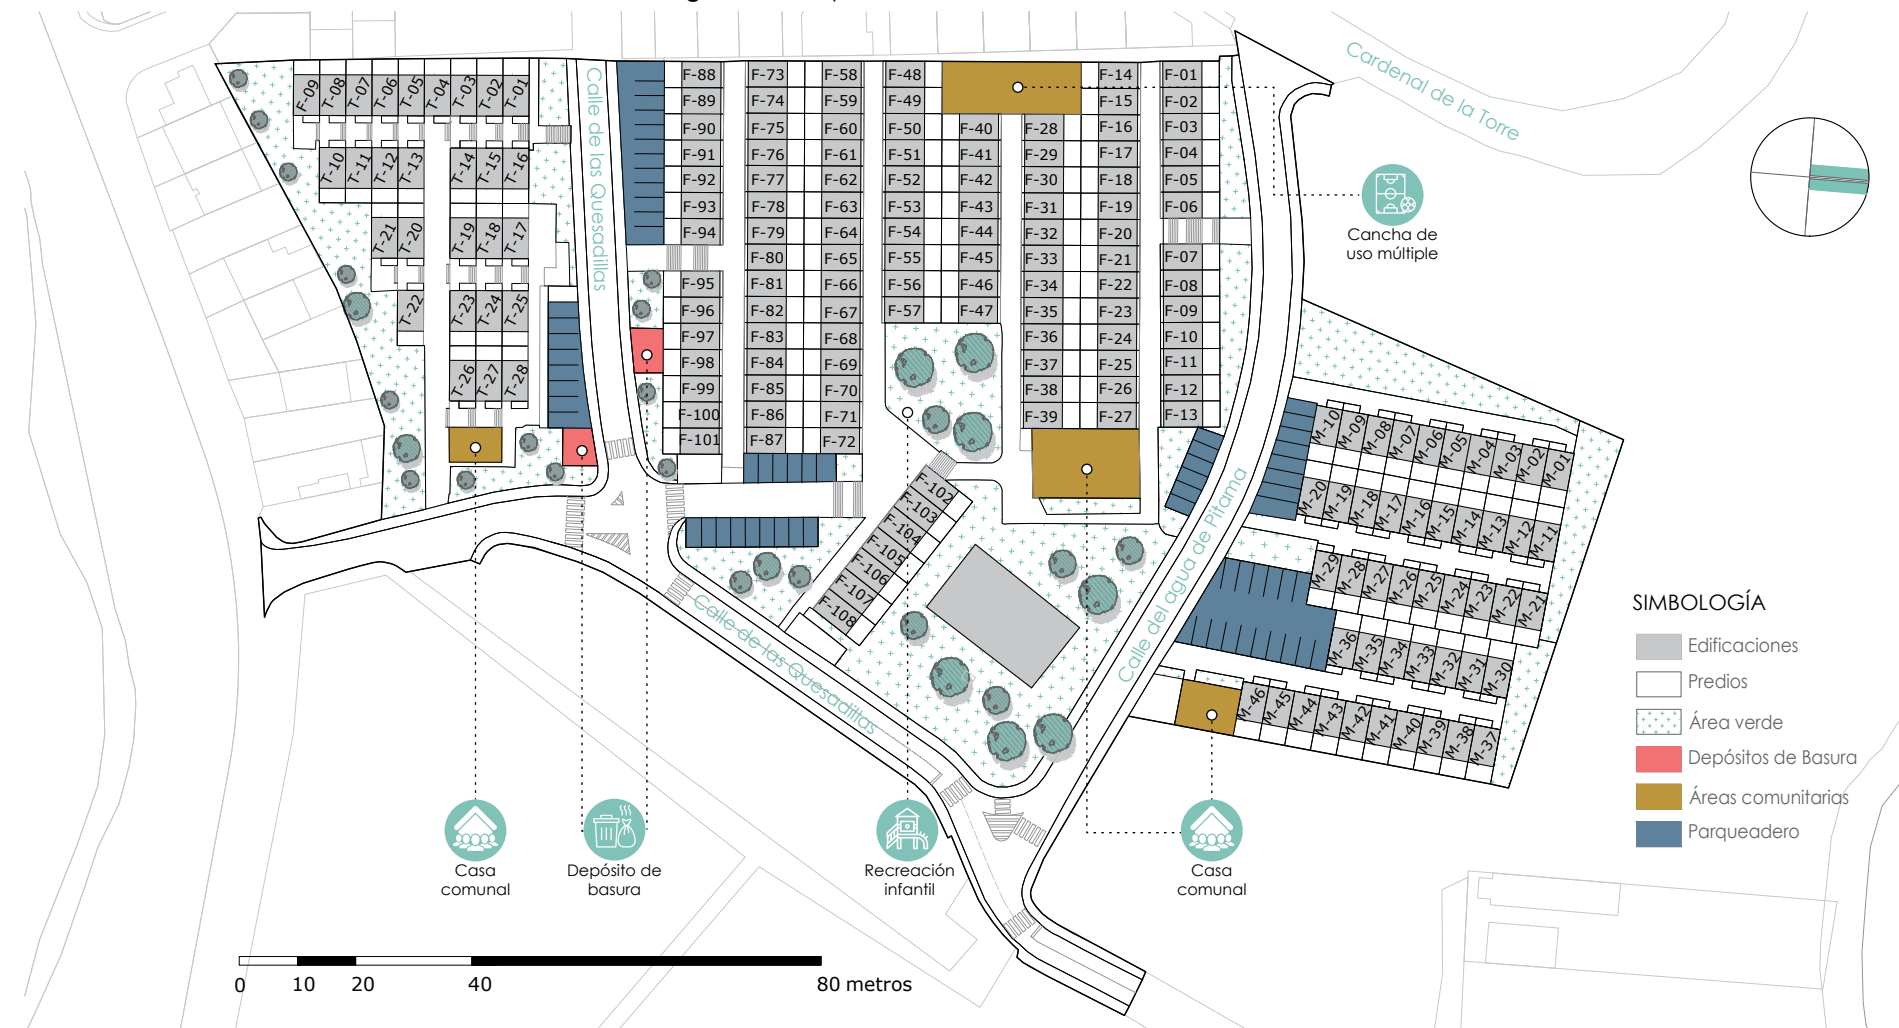 Cardenal de la Torre
Calle de las Quesadillas
F-09
T-08
T-07
T-06
T-05
T-04
T-03
T-02
T-01
T-10
T-11
T-12
T-13
T-14
T-15
T-16
T-21
T-20
T-19
T-18
T-17
T-22
T-23
T-24
T-25
T-26
T-27
T-28
F-88
F-89
F-90
F-91
F-92
F-93
F-94
F-95
F-96
F-97
F-98
F-99
F-100
F-101
F-73
F-74
F-75
F-76
F-77
F-78
F-79
F-80
F-81
F-82
F-83
F-84
F-85
F-86
F-87
F-58
F-59
F-60
F-61
F-62
F-63
F-64
F-65
F-66
F-67
F-68
F-69
F-70
F-71
F-72
F-48
F-49
F-50
F-51
F-52
F-53
F-54
F-55
F-56
F-57
F-40
F-41
F-42
F-43
F-44
F-45
F-46
F-47
F-28
F-29
F-30
F-31
F-32
F-33
F-34
F-35
F-36
F-37
F-38
F-39
F-14
F-15
F-16
F-17
F-18
F-19
F-20
F-21
F-22
F-23
F-24
F-25
F-26
F-27
F-01
F-02
F-03
F-04
F-05
F-06
F-07
F-08
F-09
F-10
F-11
F-12
F-13
Cancha de
uso múltiple
F-102
F-103
F-104
F-105
F-106
F-107
F-108
Calle de las Quesadillas
Calle del agua de Pitama
M-10
M-09
M-08
M-07
M-06
M-05
M-04
M-03
M-02
M-01
M-20
M-19
M-18
M-17
M-16
M-15
M-14
M-13
M-12
M-11
M-29
M-28
M-27
M-26
M-25
M-24
M-23
M-22
M-21
M-36
M-35
M-34
M-33
M-32
M-31
M-30
M-46
M-45
M-44
M-43
M-42
M-41
M-40
M-39
M-38
M-37
SIMBOLOGÍA
Edificaciones
Predios
Área verde
Depósitos de Basura
Áreas comunitarias
Parqueadero
Casa
comunal
Depósito de
basura
Recreación
infantil
Casa
comunal
0 10 20 40 80 metros